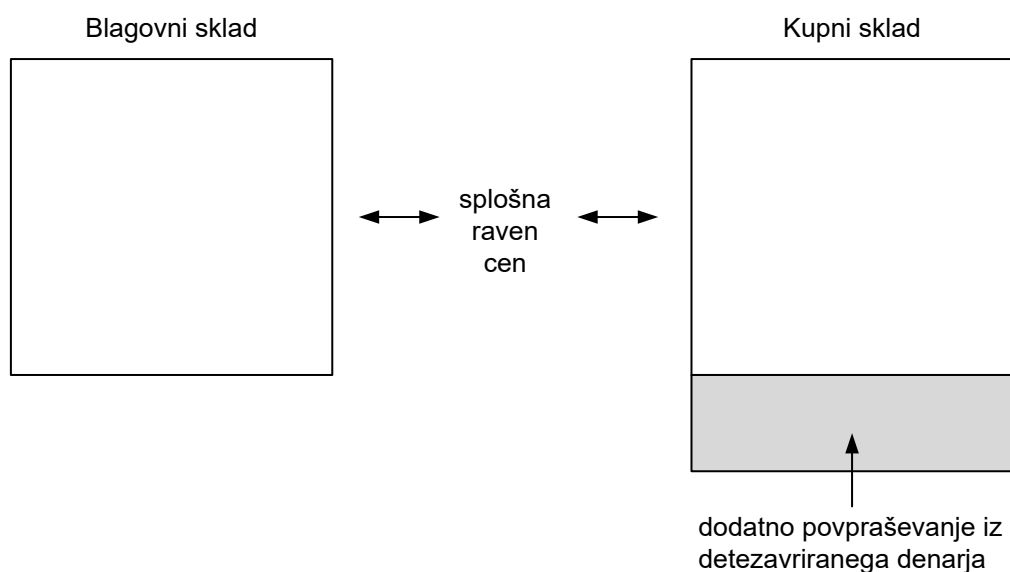 Blagovni sklad
Kupni sklad
splošna
raven
cen
dodatno povpraševanje iz
detezavriranega denarja